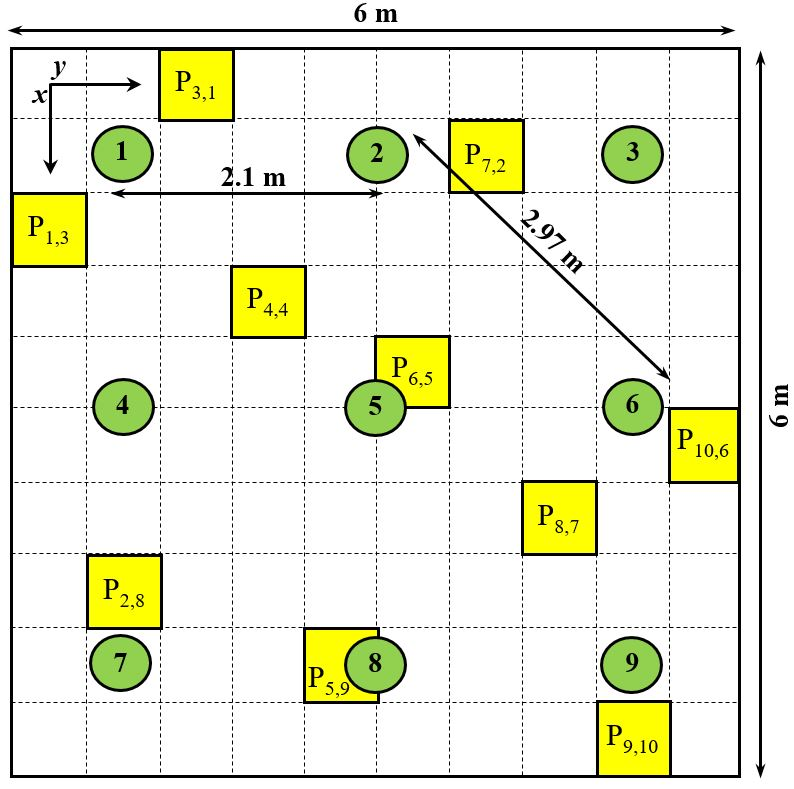 6 m
y
x
P3,1
1
2
P7,2
3
2.1 m
P1,3
2.97 m
P4,4
P6,5
4
5
6
6 m
P10,6
P8,7
P2,8
7
P5,9
8
9
P9,10